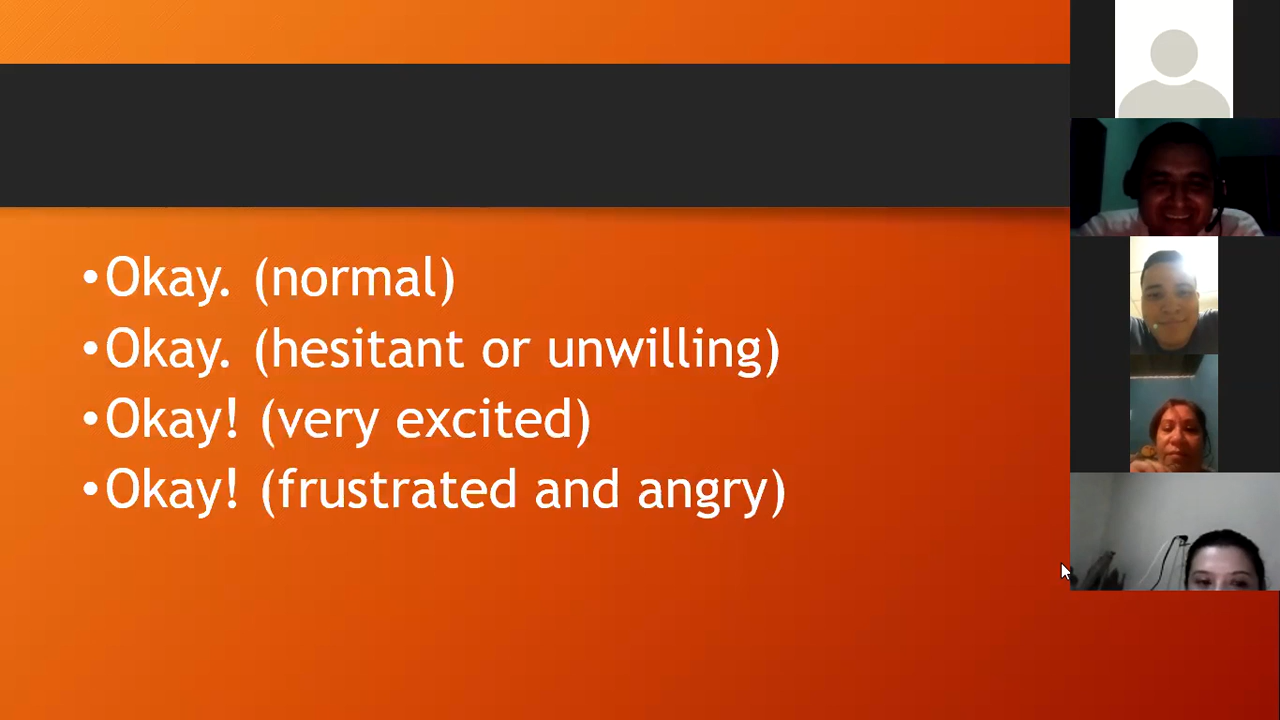 •Okay. (normal)
•Okay. (hesitant or unwilling)
•Okay! (very excited)
•Okay! (frustrated and angry)